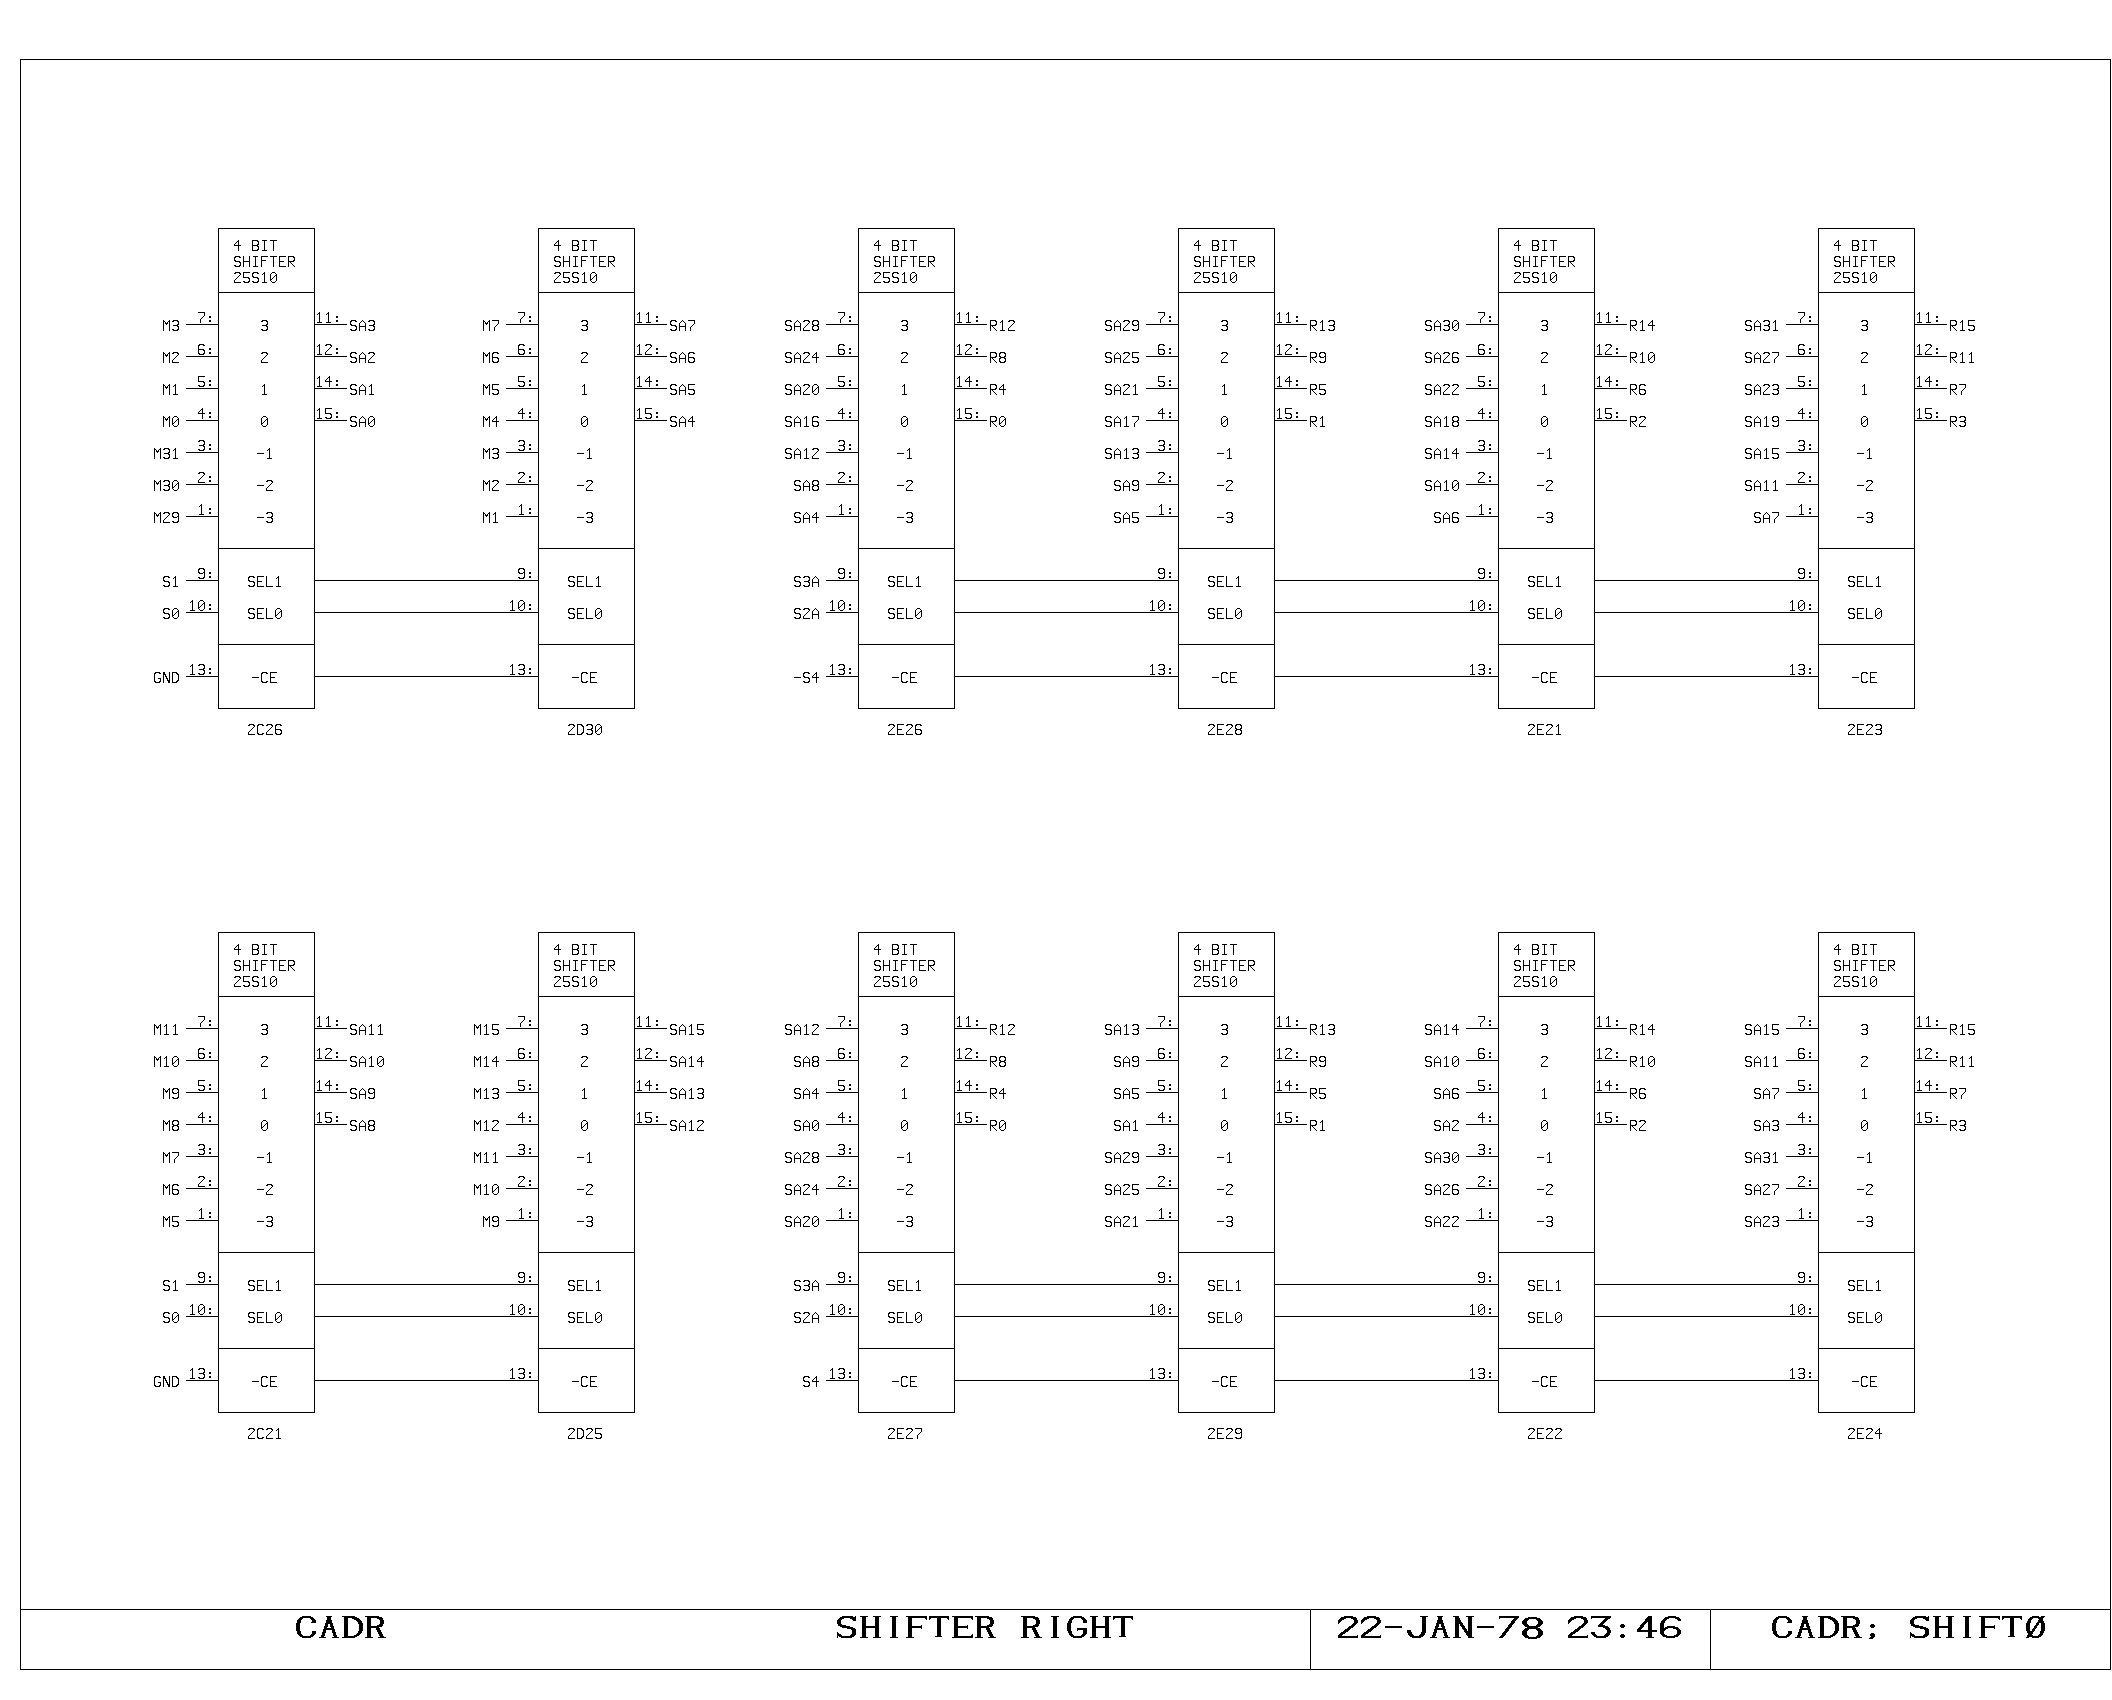 4 BIT 4 BIT 4 BIT 4 BIT 4 BIT 4 BIT
SHIFTER SHIFTER SHIFTER SHIFTER SHIFTER SHIFTER
25S10 25S10 25S10 25S10 25S10 25S10
M3 7: 3 11: SA3 M7 7: 3 11: SA7 SA28 7: 3 11: R12 SA29 7: 3 11: R13 SA30 7: 3 11: R14 SA31 7: 3 11: R15
M2 6: 2 12: SA2 M6 6: 2 12: SA6 SA24 6: 2 12: R8 SA25 6: 2 12: R9 SA26 6: 2 12: R10 SA27 6: 2 12: R11
M1 5: 1 14: SA1 M5 5: 1 14: SA5 SA20 5: 1 14: R4 SA21 5: 1 14: R5 SA22 5: 1 14: R6 SA23 5: 1 14: R7
M0 4: 0 15: SA0 M4 4: 0 15: SA4 SA16 4: 0 15: R0 SA17 4: 0 15: R1 SA18 4: 0 15: R2 SA19 4: 0 15: R3
M31 3: -1 M3 3: -1 SA12 3: -1 SA13 3: -1 SA14 3: -1 SA15 3: -1
M30 2: -2 M2 2: -2 SA8 2: -2 SA9 2: -2 SA10 2: -2 SA11 2: -2
M29 1: -3 M1 1: -3 SA4 1: -3 SA5 1: -3 SA6 1: -3 SA7 1: -3
S1 9: SEL1 9: SEL1 S3A 9: SEL1 9: SEL1 9: SEL1 9: SEL1
S0 10: SEL0 10: SEL0 S2A 10: SEL0 10: SEL0 10: SEL0 10: SEL0
GND 13: -CE 13: -CE -S4 13: -CE 13: -CE 13: -CE 13: -CE
2C26 2D30 2E26 2E28 2E21 2E23
4 BIT 4 BIT 4 BIT 4 BIT 4 BIT 4 BIT
SHIFTER SHIFTER SHIFTER SHIFTER SHIFTER SHIFTER
25S10 25S10 25S10 25S10 25S10 25S10
M11 7: 3 11: SA11 M15 7: 3 11: SA15 SA12 7: 3 11: R12 SA13 7: 3 11: R13 SA14 7: 3 11: R14 SA15 7: 3 11: R15
M10 6: 2 12: SA10 M14 6: 2 12: SA14 SA8 6: 2 12: R8 SA9 6: 2 12: R9 SA10 6: 2 12: R10 SA11 6: 2 12: R11
M9 5: 1 14: SA9 M13 5: 1 14: SA13 SA4 5: 1 14: R4 SA5 5: 1 14: R5 SA6 5: 1 14: R6 SA7 5: 1 14: R7
M8 4: 0 15: SA8 M12 4: 0 15: SA12 SA0 4: 0 15: R0 SA1 4: 0 15: R1 SA2 4: 0 15: R2 SA3 4: 0 15: R3
M7 3: -1 M11 3: -1 SA28 3: -1 SA29 3: -1 SA30 3: -1 SA31 3: -1
M6 2: -2 M10 2: -2 SA24 2: -2 SA25 2: -2 SA26 2: -2 SA27 2: -2
M5 1: -3 M9 1: -3 SA20 1: -3 SA21 1: -3 SA22 1: -3 SA23 1: -3
S1 9: SEL1 9: SEL1 S3A 9: SEL1 9: SEL1 9: SEL1 9: SEL1
S0 10: SEL0 10: SEL0 S2A 10: SEL0 10: SEL0 10: SEL0 10: SEL0
GND 13: -CE 13: -CE S4 13: -CE 13: -CE 13: -CE 13: -CE
2C21 2D25 2E27 2E29 2E22 2E24
CADR SHIFTER RIGHT 22-JAN-78 23:46 CADR; SHIFT0